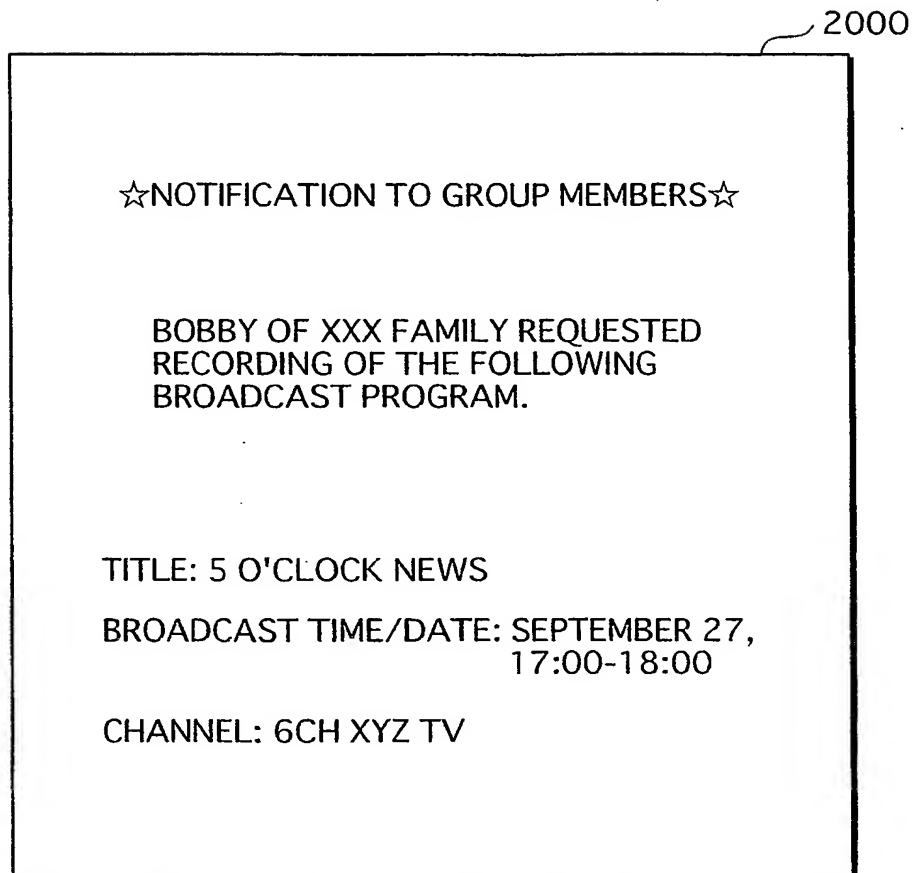 2000
☆NOTIFICATION TO GROUP MEMBERS☆
BOBBY OF XXX FAMILY REQUESTED
RECORDING OF THE FOLLOWING
BROADCAST PROGRAM.
TITLE: 5 O'CLOCK NEWS
BROADCAST TIME/DATE: SEPTEMBER 27,
17:00-18:00
CHANNEL: 6CH XYZ TV